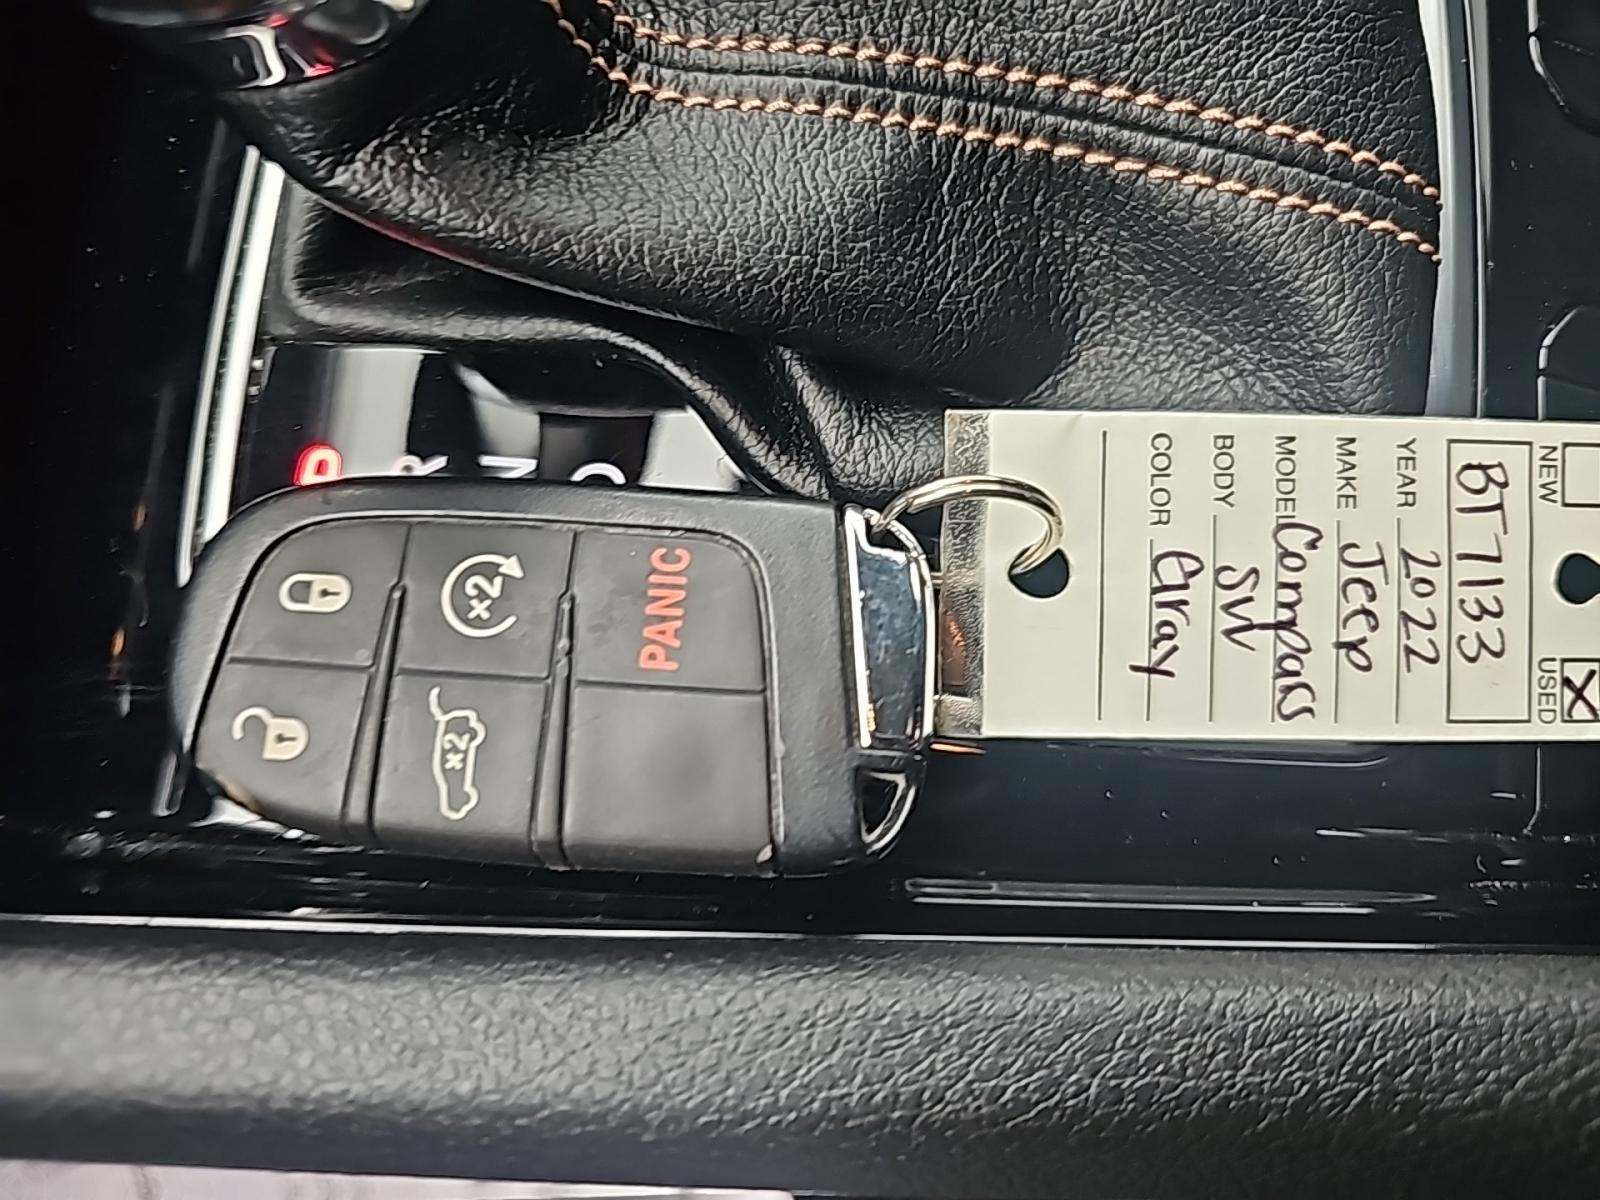 NEW USED X
BT7133
YEAR 2022
MAKE Jeep
MODEL Compass
BODY SW
COLOR Gray
P R N D
x2
PANIC
x2